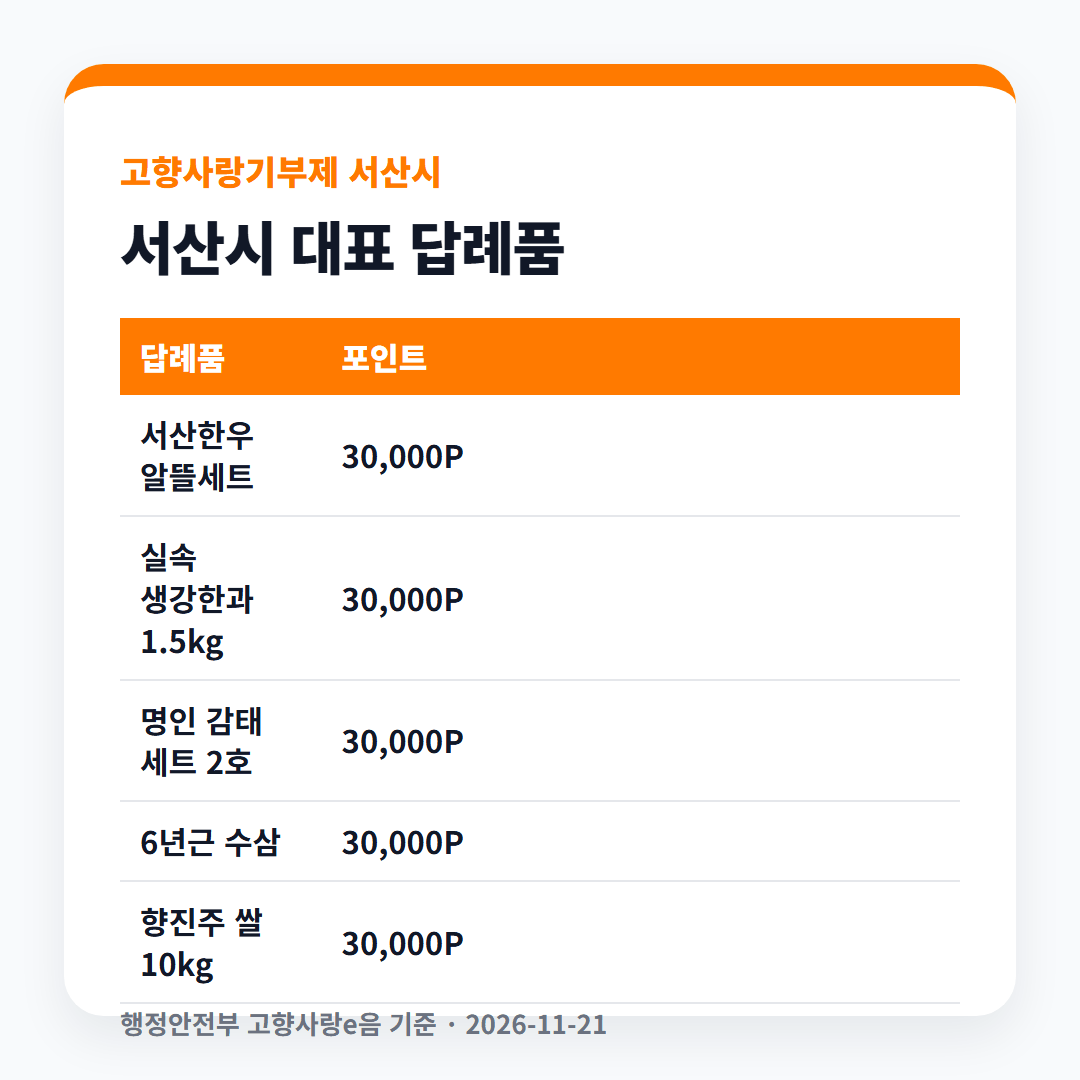 고향사랑기부제 서산시
서산시 대표 답례품
답례품 포인트
서산한우
알뜰세트
30,000P
실속
생강한과
1.5kg
30,000P
명인 감태
세트 2호
30,000P
6년근 수삼 30,000P
향진주 쌀
10kg
30,000P
행정안전부 고향사랑e음 기준 · 2026-11-21